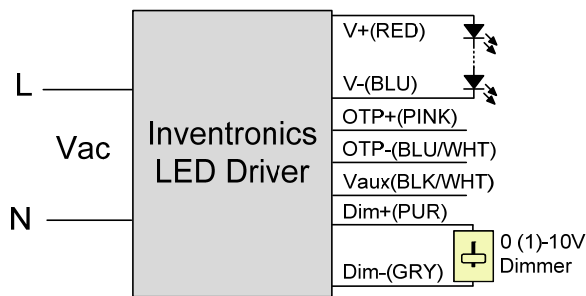 L
Vac
N
Inventronics
LED Driver
V+(RED)
V-(BLU)
OTP+(PINK)
OTP-(BLU/WHT)
Vaux(BLK/WHT)
Dim+(PUR)
Dim-(GRY)
0 (1)-10V
Dimmer